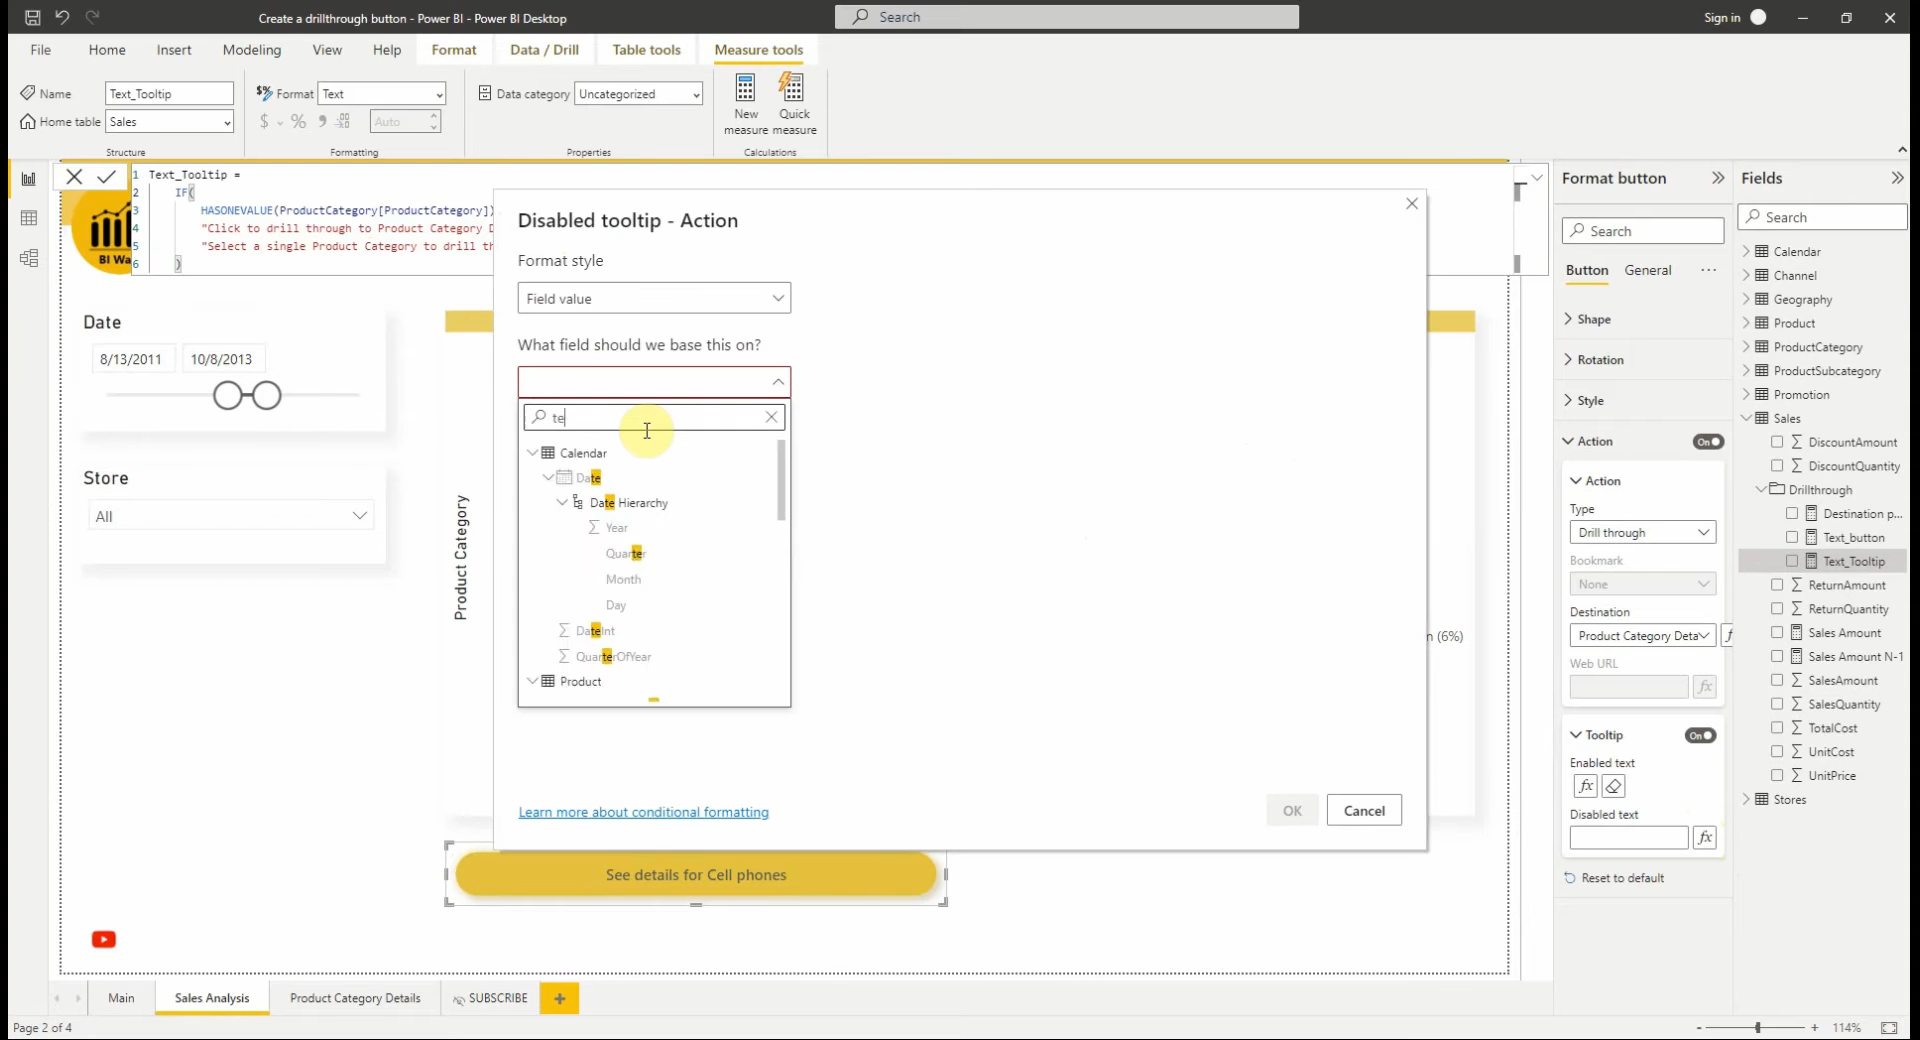 Create a drillthrough button - Power BI - Power BI Desktop
Search
Sign in
File Home Insert Modeling View Help Format Data / Drill Table tools Measure tools
Name Text_Tooltip
Home table Sales
Structure
Format Text
$ % 9 Auto
Formatting
Data category Uncategorized
Properties
New measure
Quick measure
Calculations
1 Text_Tooltip =
2 IF(
3 HASONEVALUE(ProductCategory[ProductCategory])
4 "Click to drill through to Product Category D
5 "Select a single Product Category to drill th
6 )
BI Wa
Date
8/13/2011 10/8/2013
Store
All
Product Category
Disabled tooltip - Action
Format style
Field value
What field should we base this on?
te
Calendar
Date
Date Hierarchy
Year
Quarter
Month
Day
DateInt
QuarterOfYear
Product
Learn more about conditional formatting
OK Cancel
n (6%)
See details for Cell phones
Format button
Search
Button General ...
Shape
Rotation
Style
Action On
Action
Type
Drill through
Bookmark
None
Destination
Product Category Deta
Web URL
fx
Tooltip On
Enabled text
fx
Disabled text
fx
Reset to default
Fields
Search
Calendar
Channel
Geography
Product
ProductCategory
ProductSubcategory
Promotion
Sales
DiscountAmount
DiscountQuantity
Drillthrough
Destination p...
Text_button
Text_Tooltip
ReturnAmount
ReturnQuantity
Sales Amount
Sales Amount N-1
SalesAmount
SalesQuantity
TotalCost
UnitCost
UnitPrice
Stores
Main Sales Analysis Product Category Details SUBSCRIBE +
Page 2 of 4
- + 114%